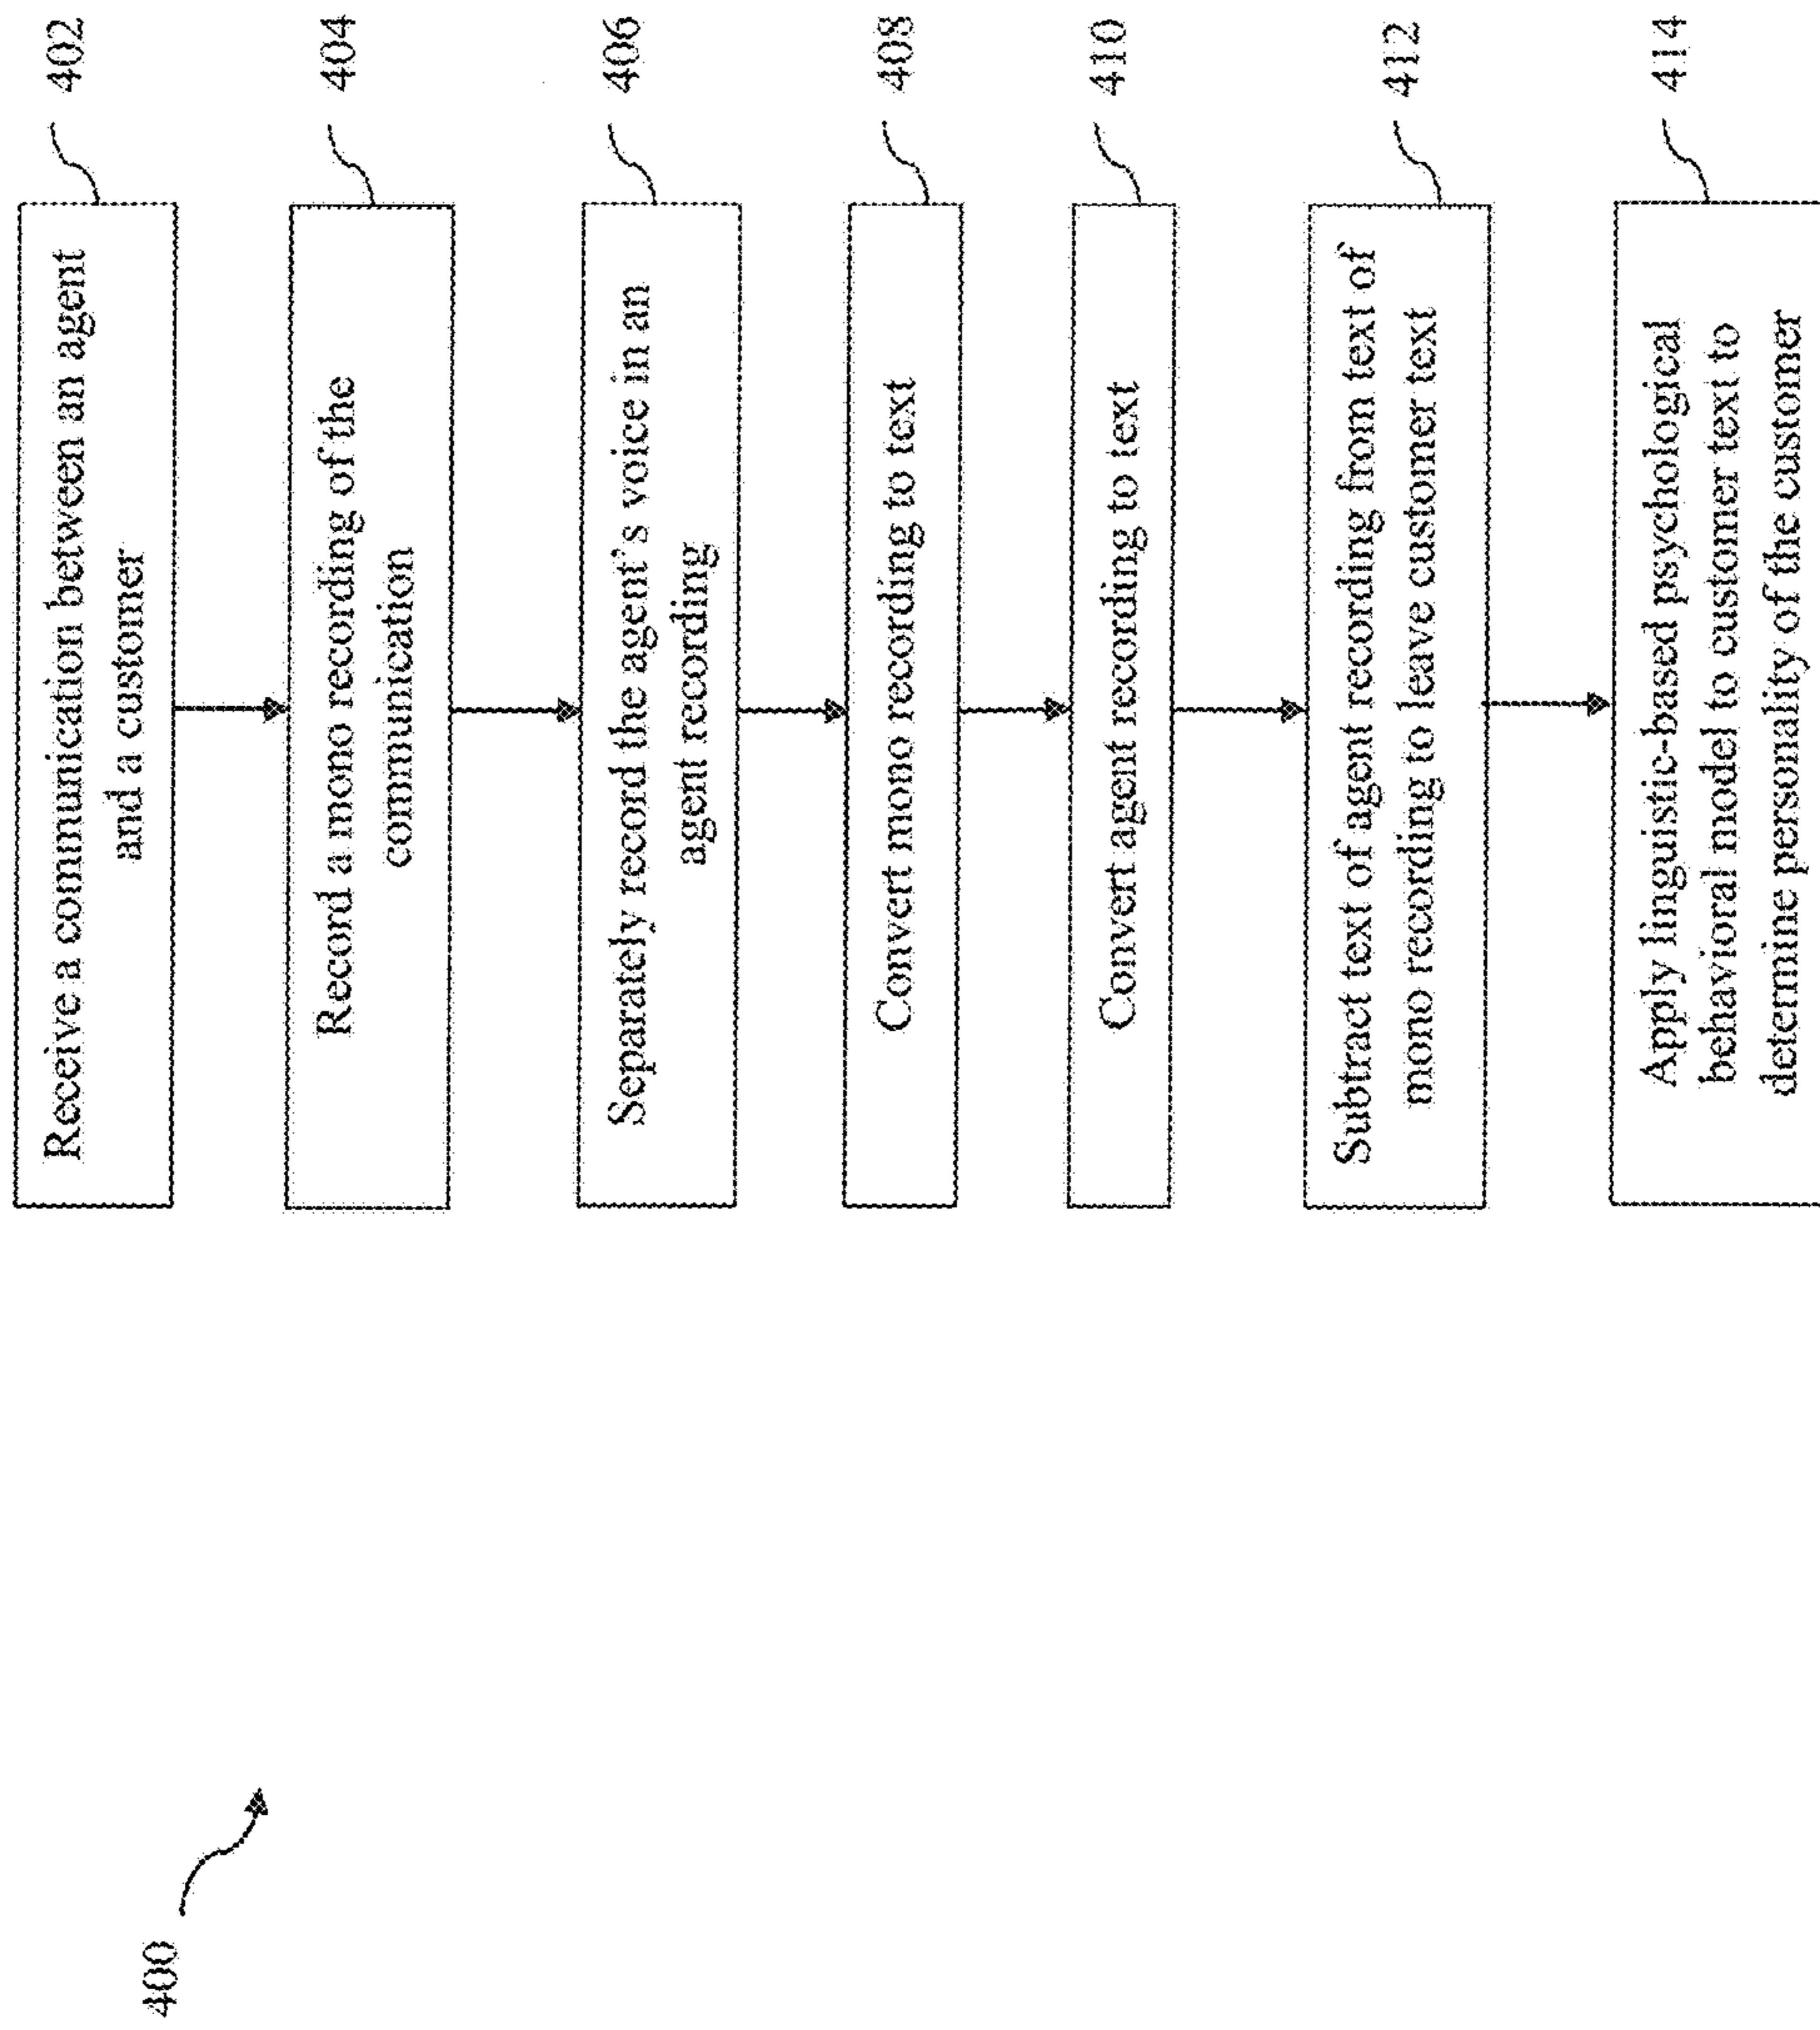 400
Receive a communication between an agent
and a customer
402
Record a mono recording of the
communication
404
Separately record the agent's voice in an
agent recording
406
Convert mono recording to text
408
Convert agent recording to text
410
Subtract text of agent recording from text of
mono recording to leave customer text
412
Apply linguistic-based psychological
behavioral model to customer text to
determine personality of the customer
414